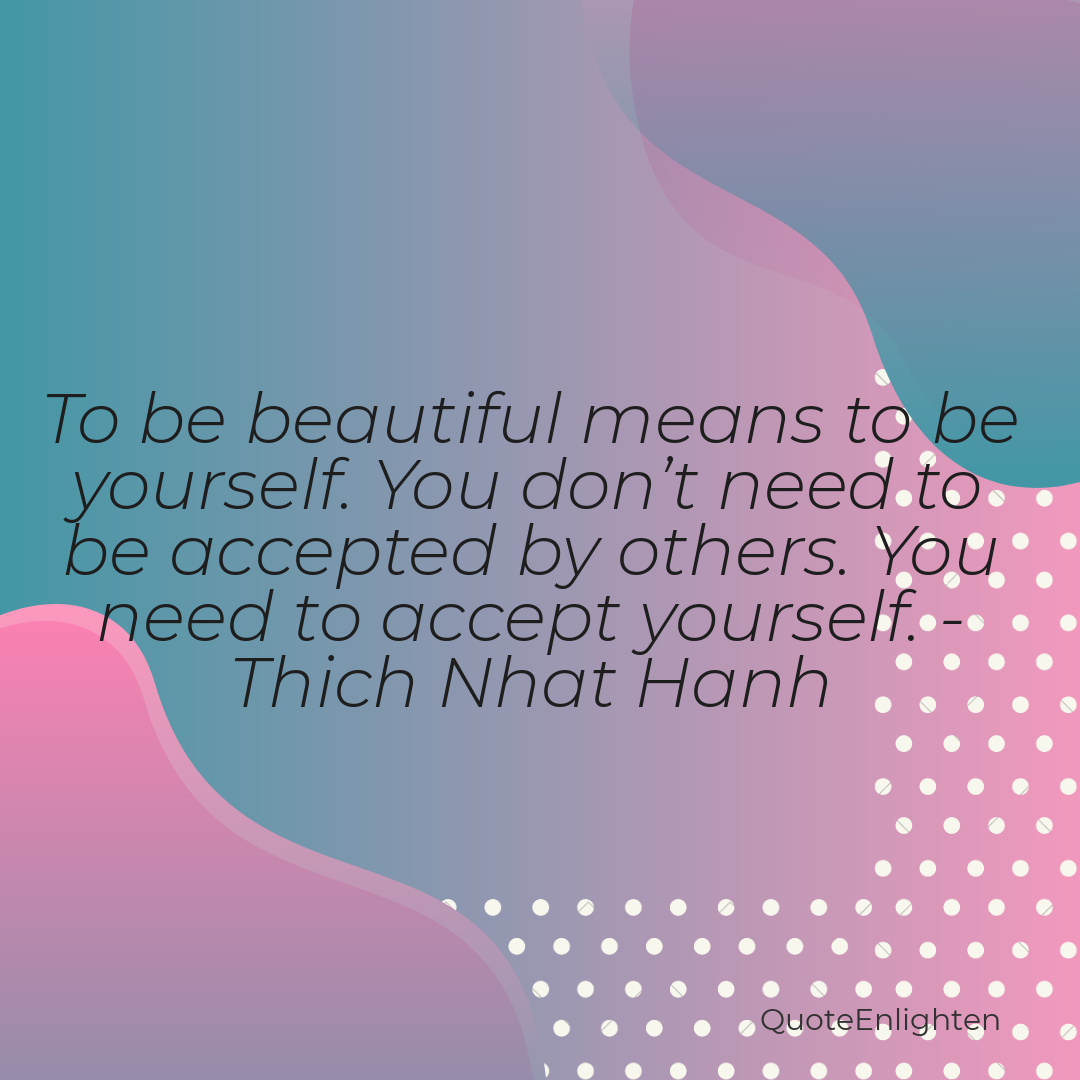 To be beautiful means to be
yourself. You don’t need to
be accepted by others. You
need to accept yourself. -
Thich Nhat Hanh
QuoteEnlighten